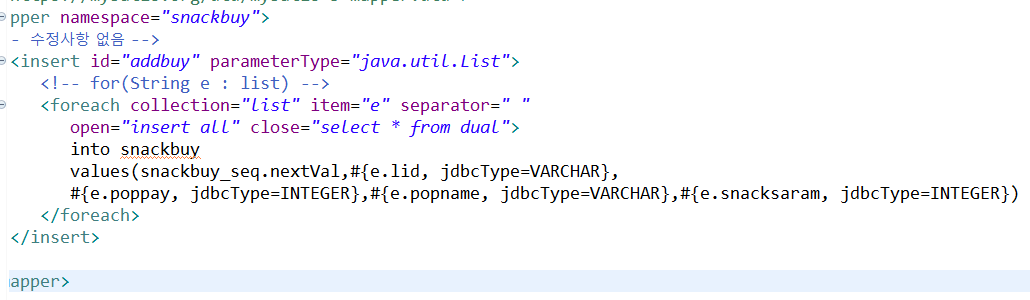 pper namespace="snackbuy">
- 수정사항 없음 -->
<insert id="addbuy" parameterType="java.util.List">
<!-- for(String e : list) -->
<foreach collection="list" item="e" separator=" "
open="insert all" close="select * from dual">
into snackbuy
values(snackbuy_seq.nextVal,#{e.lid, jdbcType=VARCHAR},
#{e.poppay, jdbcType=INTEGER},#{e.popname, jdbcType=VARCHAR},#{e.snacksaram, jdbcType=INTEGER})
</foreach>
</insert>
apper>